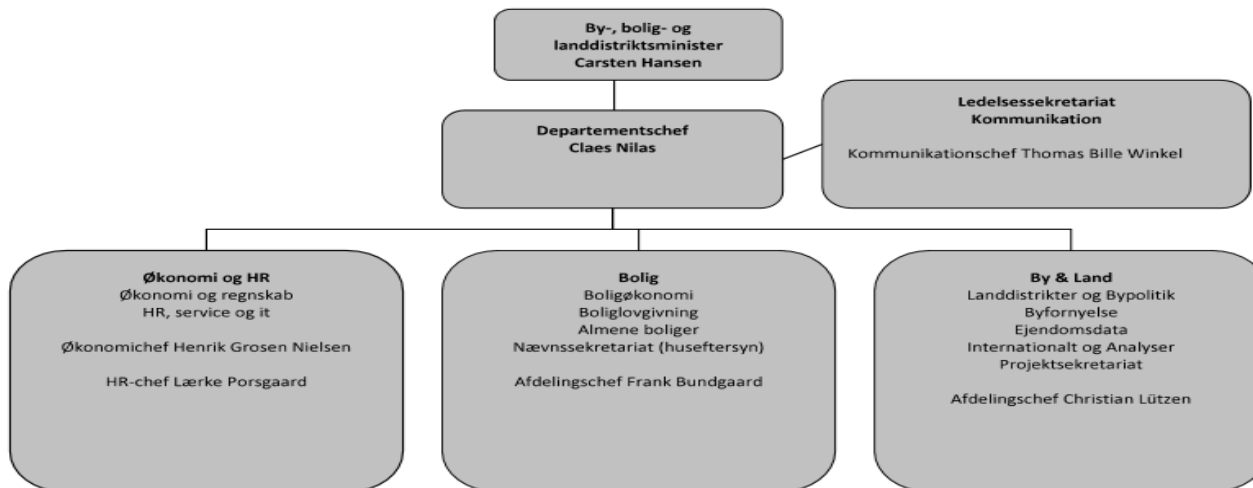 By-, bolig- og
landdistriktsminister
Carsten Hansen
Departementschef
Claes Nilas
Ledelsessekretariat
Kommunikation
Kommunikationschef Thomas Bille Winkel
Økonomi og HR
Økonomi og regnskab
HR, service og it
Økonomichef Henrik Grosen Nielsen
HR-chef Lærke Porsgaard
Bolig
Boligøkonomi
Boliglovgivning
Almene boliger
Nævnssekretariat (huseftersyn)
Afdelingschef Frank Bundgaard
By & Land
Landdistrikter og Bypolitik
Byfornyelse
Ejendomsdata
Internationalt og Analyser
Projektsekretariat
Afdelingschef Christian Lützen